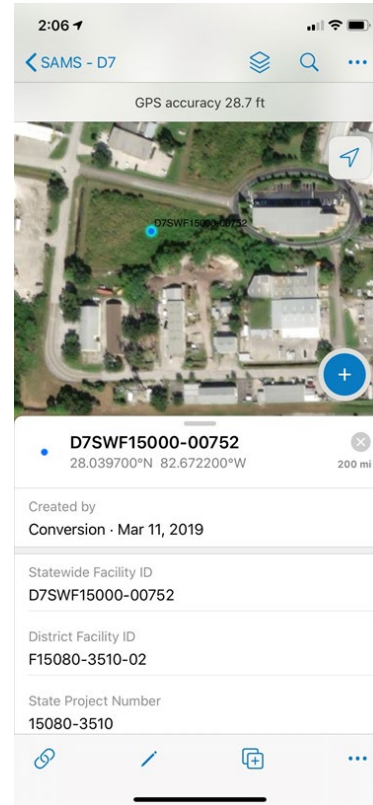 2:06
SAMS - D7
GPS accuracy 28.7 ft
D7SWF15000-00752
D7SWF15000-00752
28.039700°N 82.672200°W
200 mi
Created by
Conversion · Mar 11, 2019
Statewide Facility ID
D7SWF15000-00752
District Facility ID
F15080-3510-02
State Project Number
15080-3510